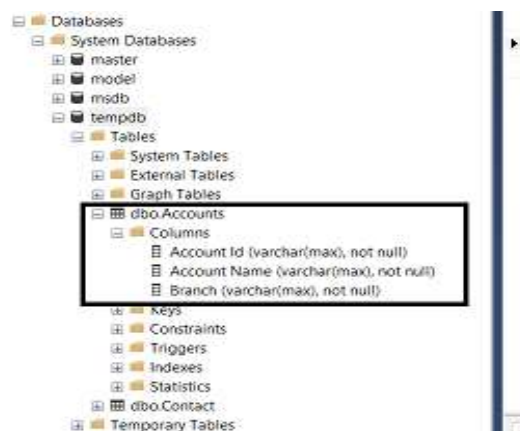 Databases
System Databases
master
model
msdb
tempdb
Tables
System Tables
External Tables
Graph Tables
dbo.Accounts
Columns
Account Id (varchar(max), not null)
Account Name (varchar(max), not null)
Branch (varchar(max), not null)
Keys
Constraints
Triggers
Indexes
Statistics
dbo.Contact
Temporary Tables